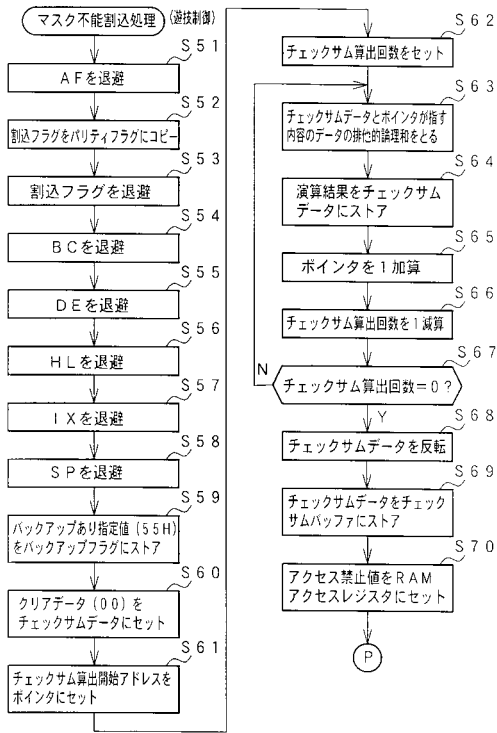 マスク不能割込処理
(遊技制御)
S51
AFを退避
S52
割込フラグをパリティフラグにコピー
S53
割込フラグを退避
S54
BCを退避
S55
DEを退避
S56
HLを退避
S57
IXを退避
S58
SPを退避
S59
バックアップあり指定値(55H)
をバックアップフラグにストア
S60
クリアデータ(00)を
チェックサムデータにセット
S61
チェックサム算出開始アドレスを
ポインタにセット
S62
チェックサム算出回数をセット
S63
チェックサムデータとポインタが指す
内容のデータの排他的論理和をとる
S64
演算結果をチェックサム
データにストア
S65
ポインタを1加算
S66
チェックサム算出回数を1減算
S67
N
チェックサム算出回数=0?
Y
S68
チェックサムデータを反転
S69
チェックサムデータをチェック
サムバッファにストア
S70
アクセス禁止値をRAM
アクセスレジスタにセット
P